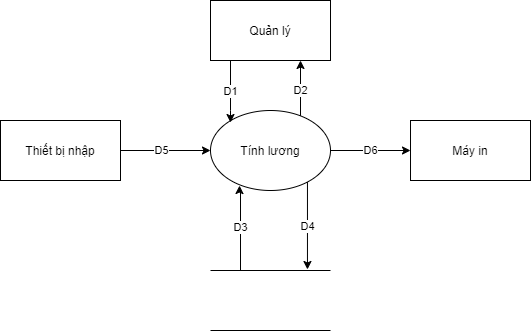 Quản lý
D1
D2
Thiết bị nhập
D5
Tính lương
D6
Máy in
D3
D4